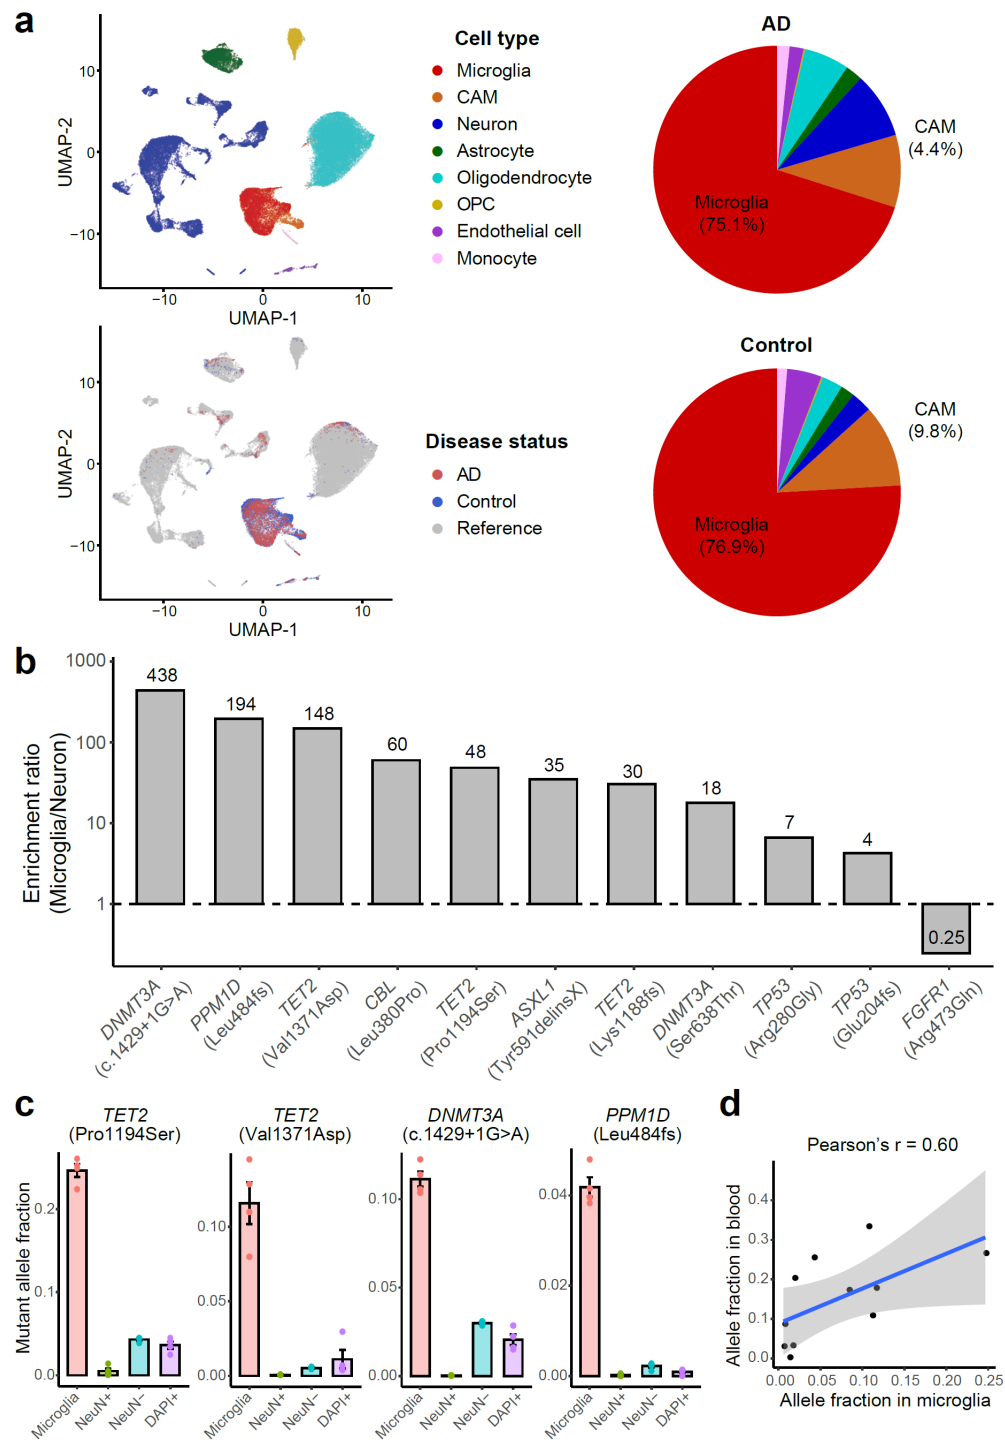 a
10
0
−10
UMAP-2
−10
0
10
UMAP-1
Cell type
Microglia
CAM
Neuron
Astrocyte
Oligodendrocyte
OPC
Endothelial cell
Monocyte
AD
CAM
(4.4%)
Microglia
(75.1%)
10
0
−10
UMAP-2
−10
0
10
UMAP-1
Disease status
AD
Control
Reference
Control
CAM
(9.8%)
Microglia
(76.9%)
b
Enrichment ratio
(Microglia/Neuron)
1000
100
10
1
438
194
148
60
48
35
30
18
7
4
0.25
DNMT3A
(c.1429+1G>A)
PPM1D
(Leu484fs)
TET2
(Val1371Asp)
CBL
(Leu380Pro)
TET2
(Pro1194Ser)
ASXL1
(Tyr591delinsX)
TET2
(Lys1188fs)
DNMT3A
(Ser638Thr)
TP53
(Arg280Gly)
TP53
(Glu204fs)
FGFR1
(Arg473Gln)
c
Mutant allele fraction
TET2
(Pro1194Ser)
0.2
0.1
0.0
Microglia
NeuN+
NeuN−
DAPI+
TET2
(Val1371Asp)
0.10
0.05
0.00
Microglia
NeuN+
NeuN−
DAPI+
DNMT3A
(c.1429+1G>A)
0.10
0.05
0.00
Microglia
NeuN+
NeuN−
DAPI+
PPM1D
(Leu484fs)
0.04
0.02
0.00
Microglia
NeuN+
NeuN−
DAPI+
d
Pearson's r = 0.60
Allele fraction in blood
0.4
0.3
0.2
0.1
0.0
0.00
0.05
0.10
0.15
0.20
0.25
Allele fraction in microglia